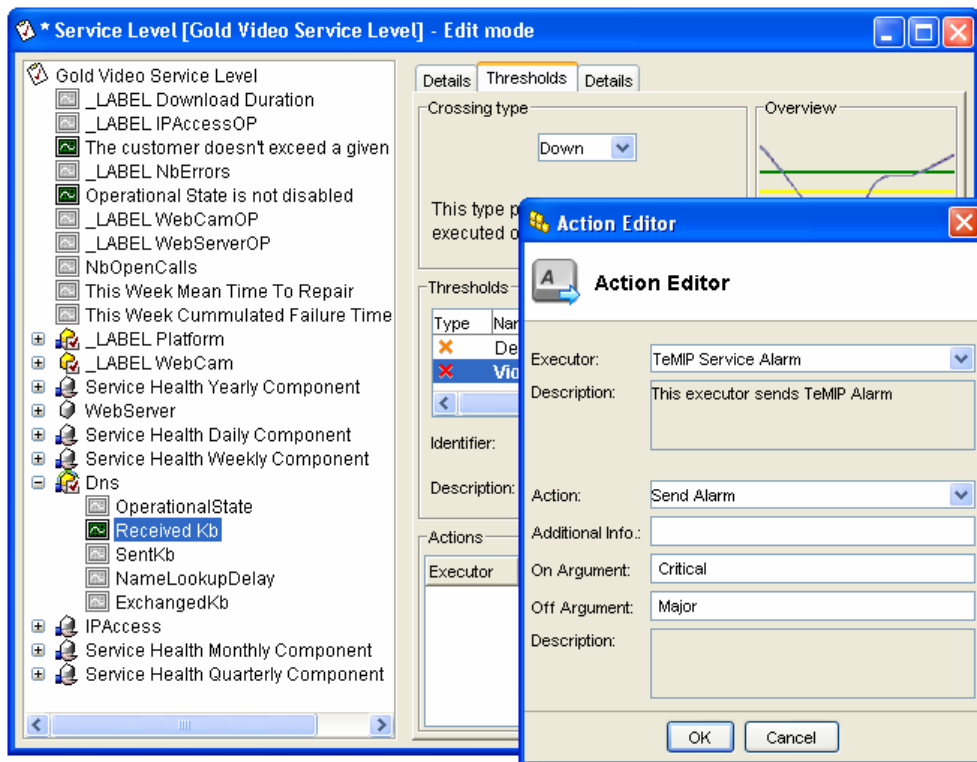 * Service Level [Gold Video Service Level] - Edit mode
Gold Video Service Level
_LABEL Download Duration
_LABEL IPAccessOP
The customer doesn't exceed a given
_LABEL NbErrors
Operational State is not disabled
_LABEL WebCamOP
_LABEL WebServerOP
NbOpenCalls
This Week Mean Time To Repair
This Week Cummulated Failure Time
_LABEL Platform
_LABEL WebCam
Service Health Yearly Component
WebServer
Service Health Daily Component
Service Health Weekly Component
Dns
OperationalState
Received Kb
SentKb
NameLookupDelay
ExchangedKb
IPAccess
Service Health Monthly Component
Service Health Quarterly Component
Details Thresholds Details
Crossing type
Down
This type p
executed o
Overview
Thresholds
Type Nar
De
Vio
Identifier:
Description:
Actions
Executor
Action Editor
A
Action Editor
Executor: TeMIP Service Alarm
Description: This executor sends TeMIP Alarm
Action: Send Alarm
Additional Info.:
On Argument: Critical
Off Argument: Major
Description:
OK Cancel